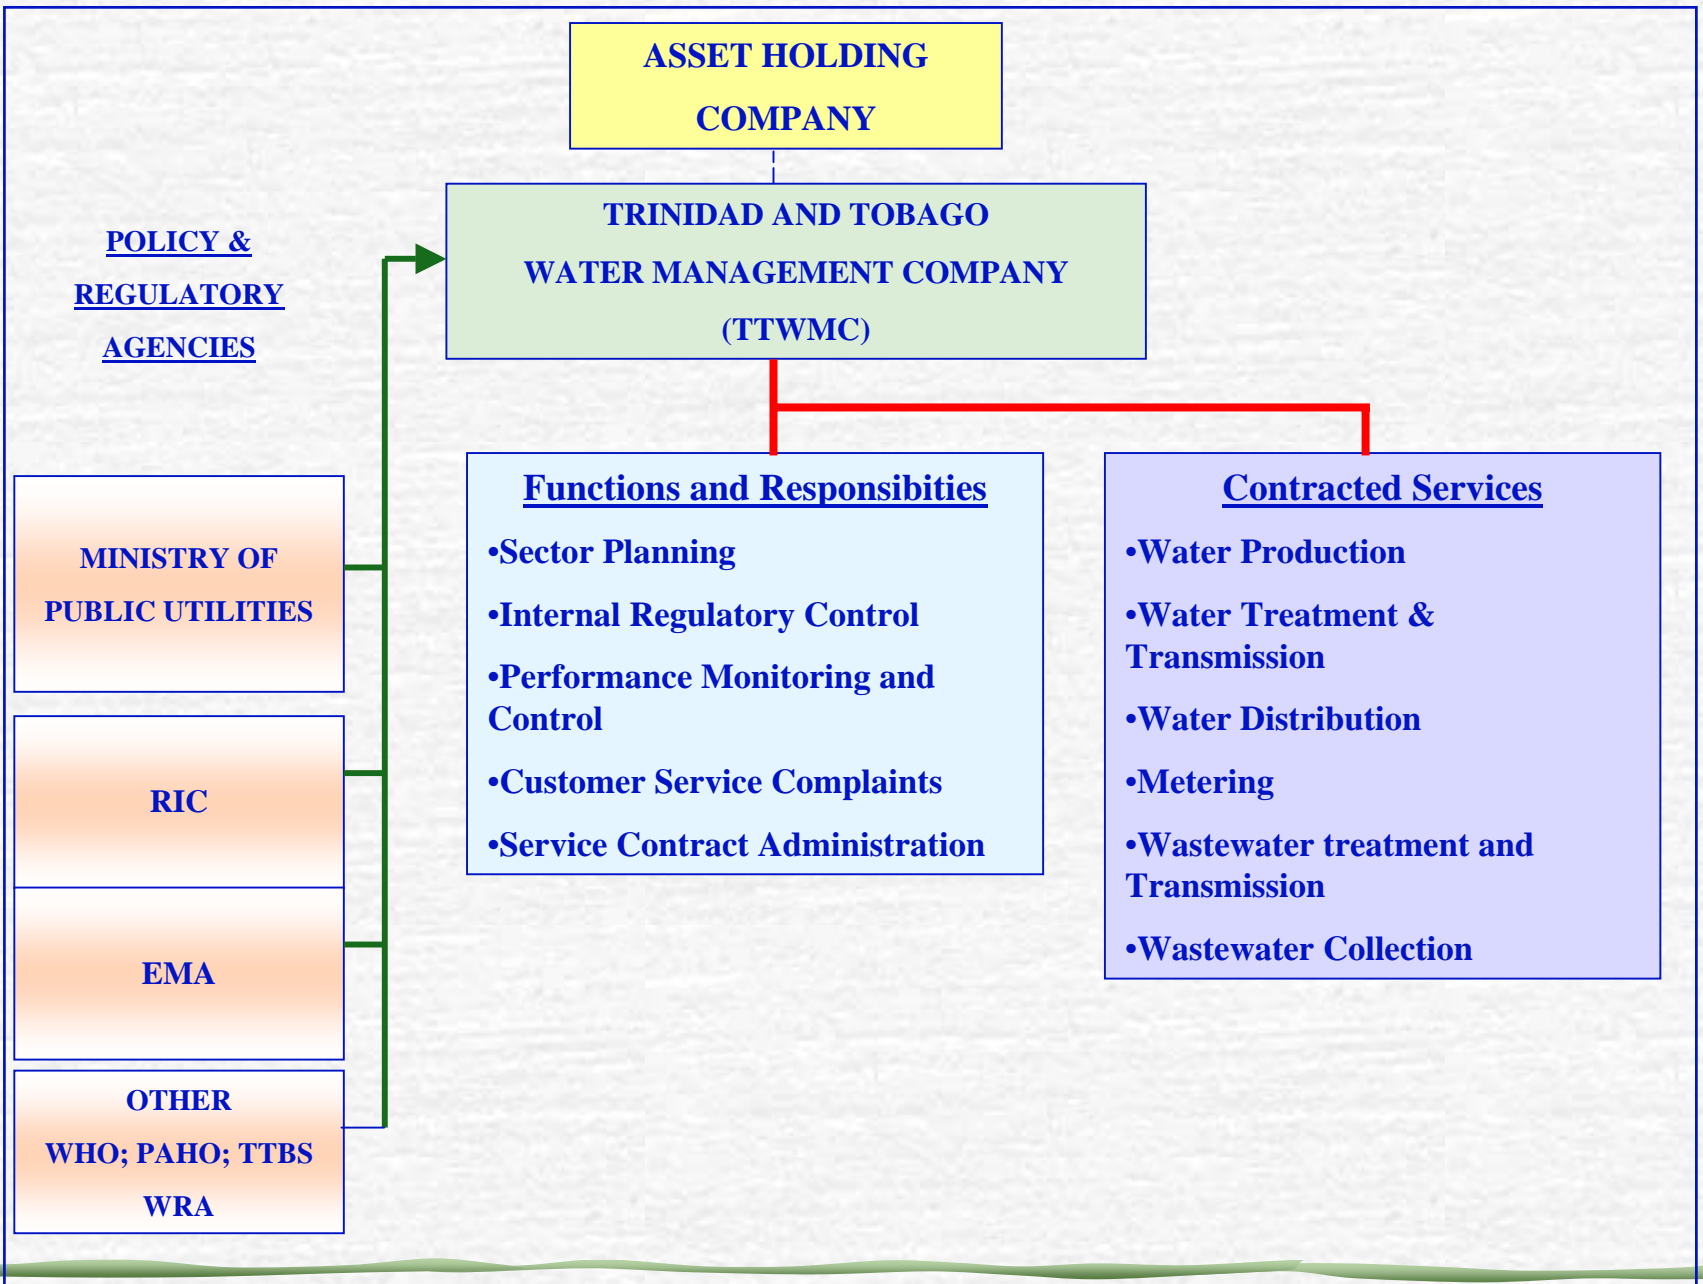 ASSET HOLDING
COMPANY
TRINIDAD AND TOBAGO
WATER MANAGEMENT COMPANY
(TTWMC)
POLICY &
REGULATORY
AGENCIES
MINISTRY OF
PUBLIC UTILITIES
RIC
EMA
OTHER
WHO; PAHO; TTBS
WRA
Functions and Responsibities
•Sector Planning
•Internal Regulatory Control
•Performance Monitoring and
Control
•Customer Service Complaints
•Service Contract Administration
Contracted Services
•Water Production
•Water Treatment &
Transmission
•Water Distribution
•Metering
•Wastewater treatment and
Transmission
•Wastewater Collection